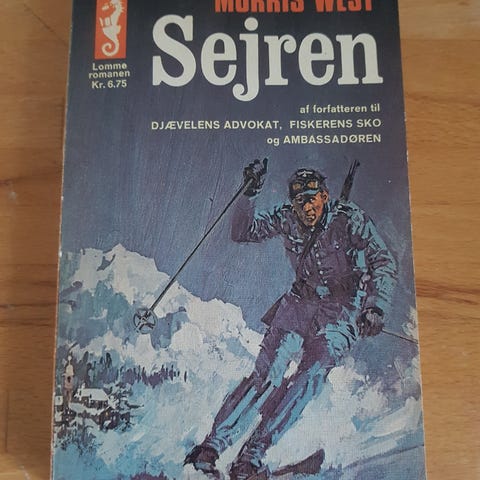 MORRIS WEST
Sejren
Lomme
romanen
Kr. 6.75
af forfatteren til
DJÆVELENS ADVOKAT, FISKERENS SKO
og AMBASSADØREN